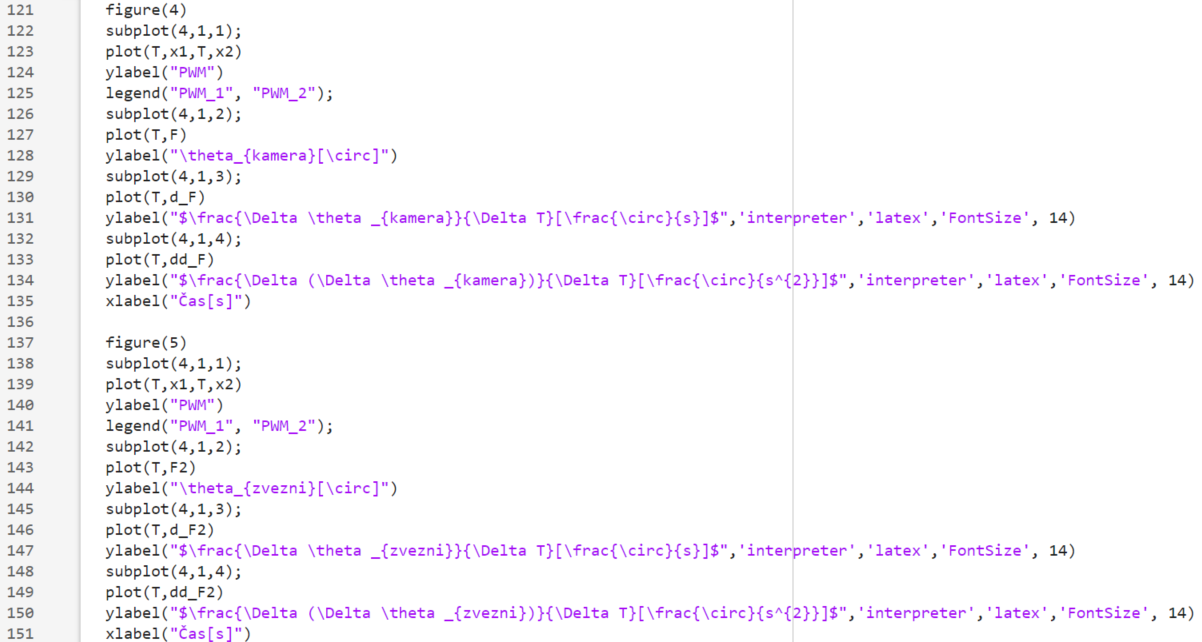 121 figure(4)
122 subplot(4,1,1);
123 plot(T,x1,T,x2)
124 ylabel("PWM")
125 legend("PWM_1", "PWM_2");
126 subplot(4,1,2);
127 plot(T,F)
128 ylabel("\theta_{kamera}[\circ]")
129 subplot(4,1,3);
130 plot(T,d_F)
131 ylabel("$\frac{\Delta \theta _{kamera}}{\Delta T}[\frac{\circ}{s}]$",'interpreter','latex','FontSize', 14)
132 subplot(4,1,4);
133 plot(T,dd_F)
134 ylabel("$\frac{\Delta (\Delta \theta _{kamera})}{\Delta T}[\frac{\circ}{s^{2}}]$",'interpreter','latex','FontSize', 14)
135 xlabel("Čas[s]")
136
137 figure(5)
138 subplot(4,1,1);
139 plot(T,x1,T,x2)
140 ylabel("PWM")
141 legend("PWM_1", "PWM_2");
142 subplot(4,1,2);
143 plot(T,F2)
144 ylabel("\theta_{zvezni}[\circ]")
145 subplot(4,1,3);
146 plot(T,d_F2)
147 ylabel("$\frac{\Delta \theta _{zvezni}}{\Delta T}[\frac{\circ}{s}]$",'interpreter','latex','FontSize', 14)
148 subplot(4,1,4);
149 plot(T,dd_F2)
150 ylabel("$\frac{\Delta (\Delta \theta _{zvezni})}{\Delta T}[\frac{\circ}{s^{2}}]$",'interpreter','latex','FontSize', 14)
151 xlabel("Čas[s]")